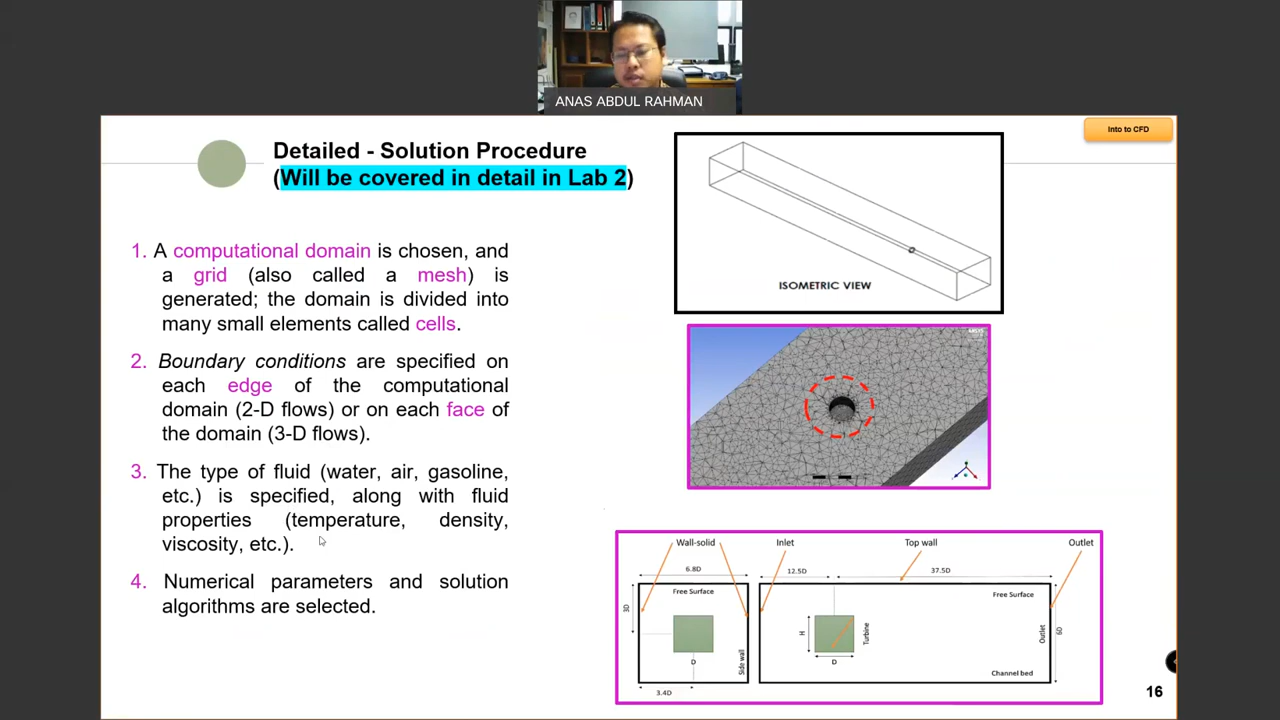 ANAS ABDUL RAHMAN
Into to CFD
Detailed - Solution Procedure
(Will be covered in detail in Lab 2)
1. A computational domain is chosen, and
a grid (also called a mesh) is
generated; the domain is divided into
many small elements called cells.
2. Boundary conditions are specified on
each edge of the computational
domain (2-D flows) or on each face of
the domain (3-D flows).
3. The type of fluid (water, air, gasoline,
etc.) is specified, along with fluid
properties (temperature, density,
viscosity, etc.).
4. Numerical parameters and solution
algorithms are selected.
ISOMETRIC VIEW
Wall-solid
Inlet
Top wall
Outlet
6.8D
12.5D
37.5D
Free Surface
Free Surface
3D
H
Turbine
Outlet
6D
D
D
Side wall
Channel bed
3.4D
16